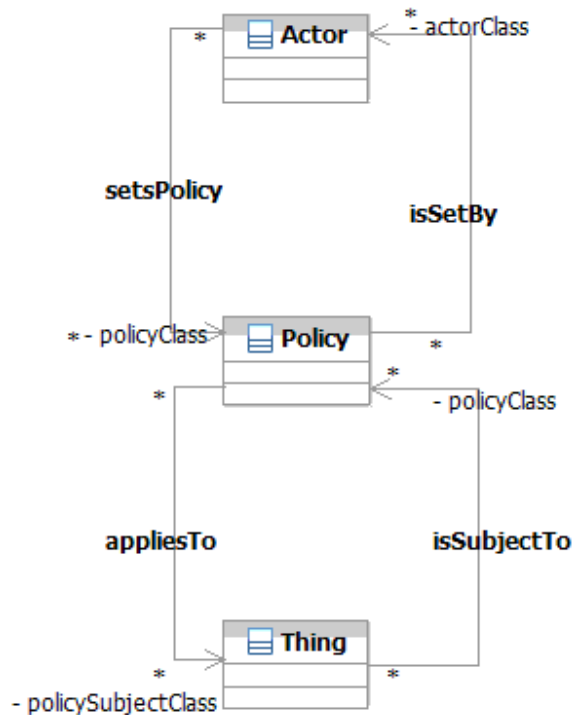 * Actor *
- actorClass
setsPolicy
isSetBy
* - policyClass Policy *
* *
- policyClass
appliesTo isSubjectTo
Thing
* *
- policySubjectClass